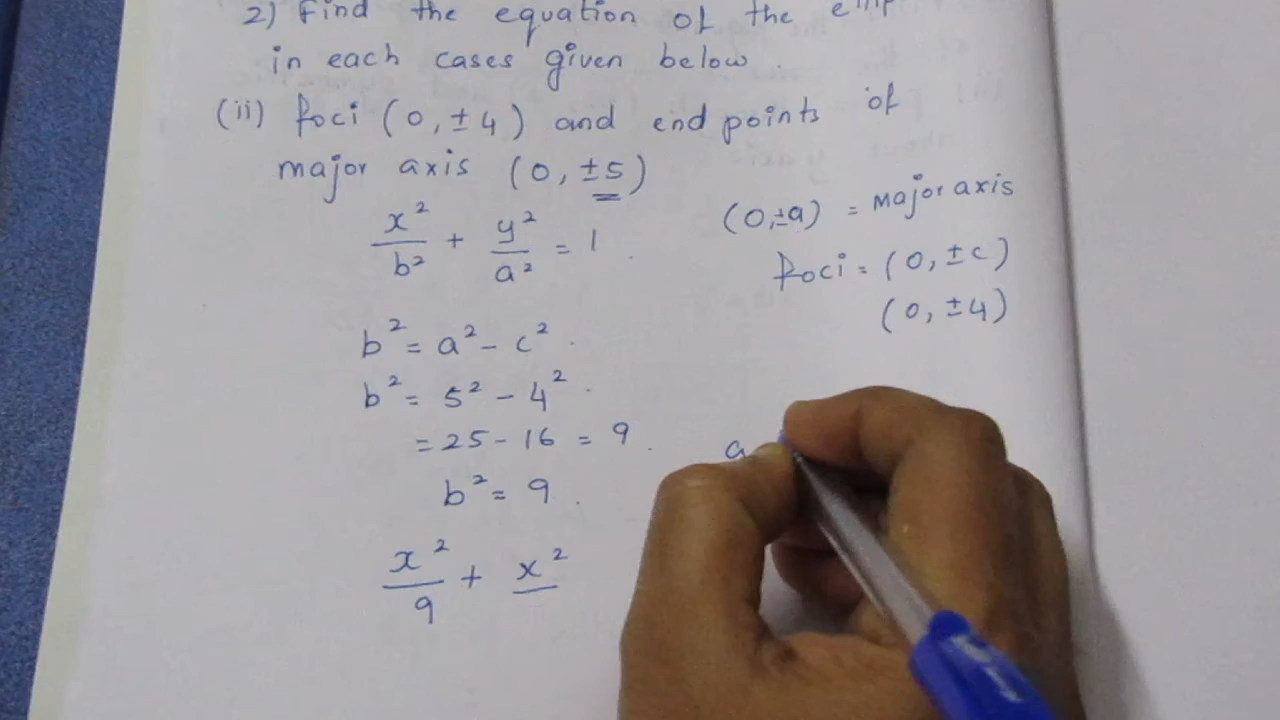 2) Find the equation of the
in each cases given below.
(ii) Foci (0, ±4) and end points of
major axis (0, ±5)
x²/b² + y²/a² = 1.
(0,±a) = Major axis
Foci = (0, ±c)
(0, ±4)
b² = a² - c².
b² = 5² - 4².
= 25 - 16 = 9.
a
b² = 9.
x²/9 + x²